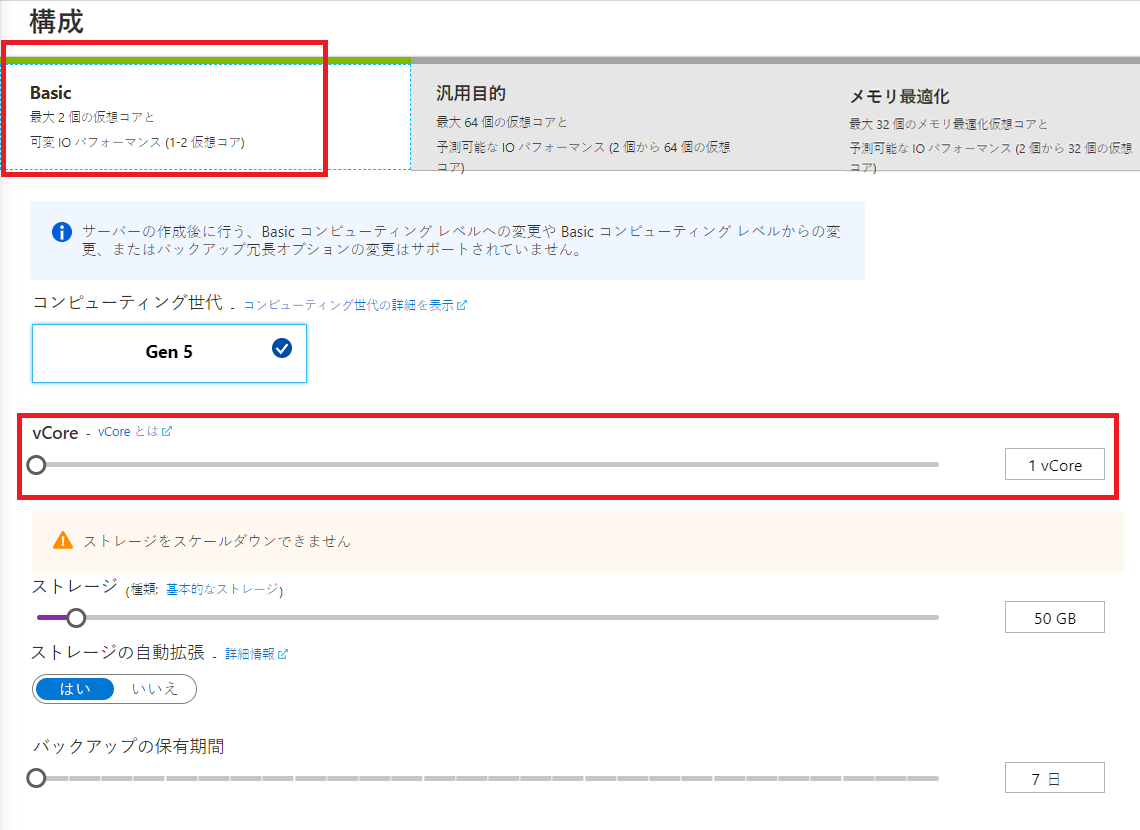 構成
Basic
最大 2 個の仮想コアと
可変 IO パフォーマンス (1-2 仮想コア)
汎用目的
最大 64 個の仮想コアと
予測可能な IO パフォーマンス (2 個から 64 個の仮想
コア)
メモリ最適化
最大 32 個のメモリ最適化仮想コアと
予測可能な IO パフォーマンス (2 個から 32 個の仮想
コア)
サーバーの作成後に行う、Basic コンピューティング レベルへの変更や Basic コンピューティング レベルからの変
更、またはバックアップ冗長オプションの変更はサポートされていません。
コンピューティング世代 - コンピューティング世代の詳細を表示
Gen 5
vCore - vCore とは
1 vCore
ストレージをスケールダウンできません
ストレージ (種類: 基本的なストレージ)
50 GB
ストレージの自動拡張 - 詳細情報
はい いいえ
バックアップの保有期間
7 日